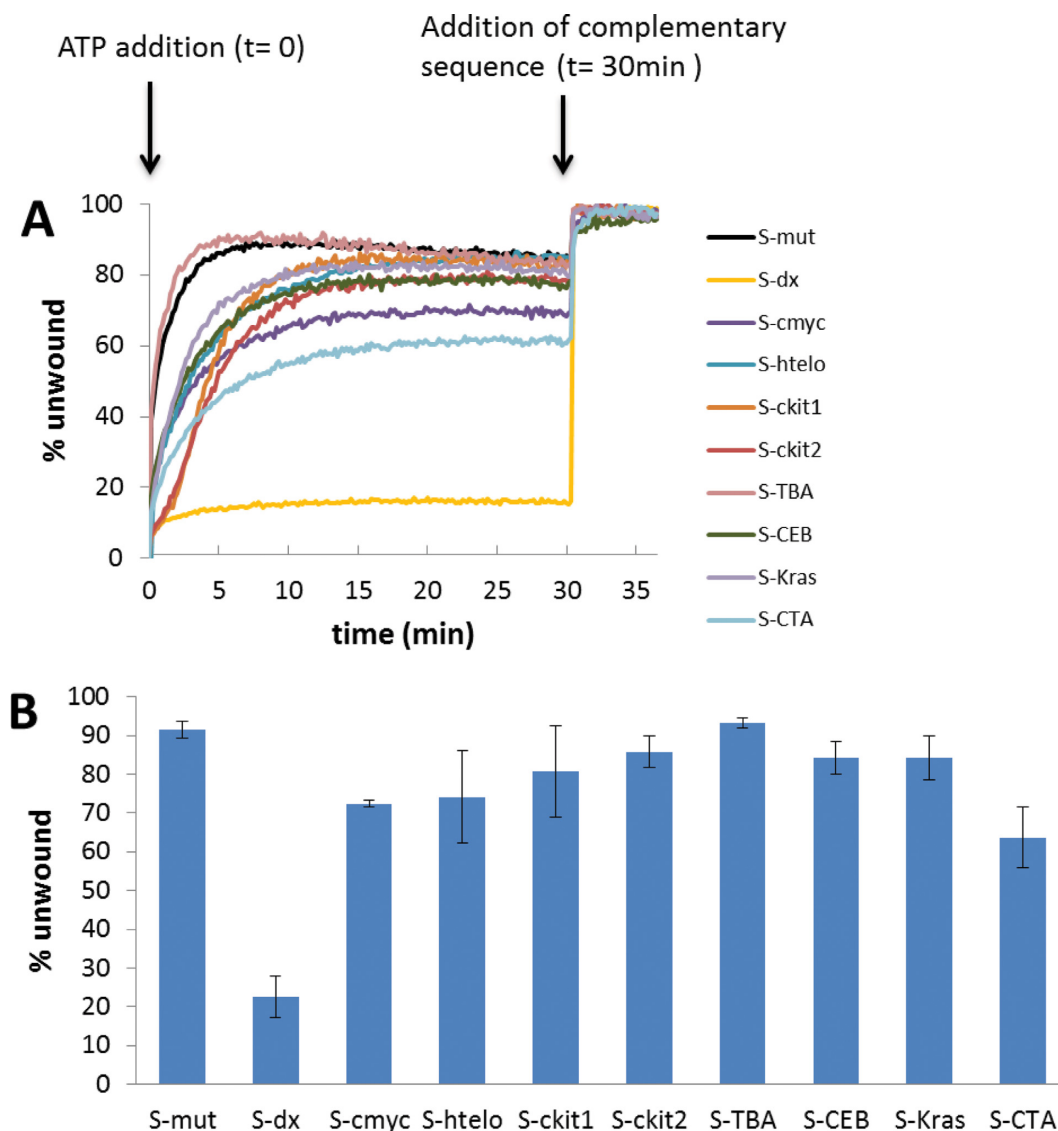 ATP addition (t= 0)
Addition of complementary
sequence (t= 30min )
A
100
80
60
40
20
0
% unwound
0 5 10 15 20 25 30 35
time (min)
S-mut
S-dx
S-cmyc
S-htelo
S-ckit1
S-ckit2
S-TBA
S-CEB
S-Kras
S-CTA
B
100
90
80
70
60
50
40
30
20
10
0
% unwound
S-mut S-dx S-cmyc S-htelo S-ckit1 S-ckit2 S-TBA S-CEB S-Kras S-CTA